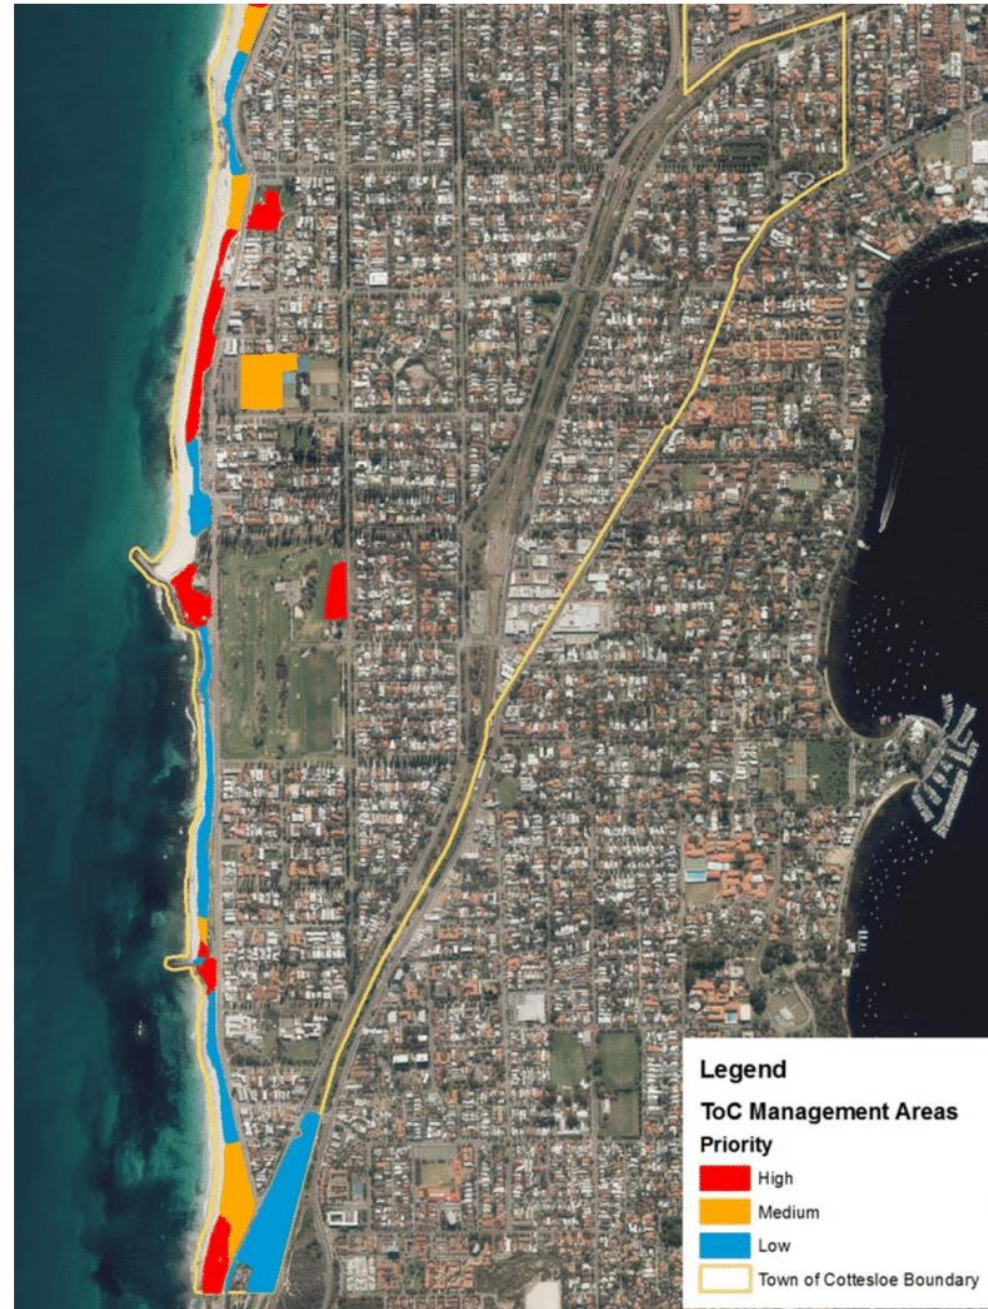 Legend
ToC Management Areas
Priority
High
Medium
Low
Town of Cottesloe Boundary